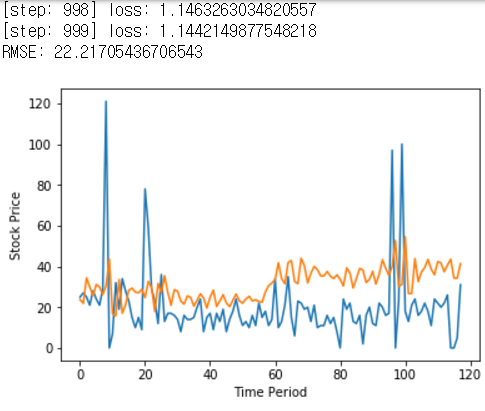 [step: 998] loss: 1.1463263034820557
[step: 999] loss: 1.1442149877548218
RMSE: 22.21705436706543
120
100
80
60
40
20
0
Stock Price
0 20 40 60 80 100 120
Time Period